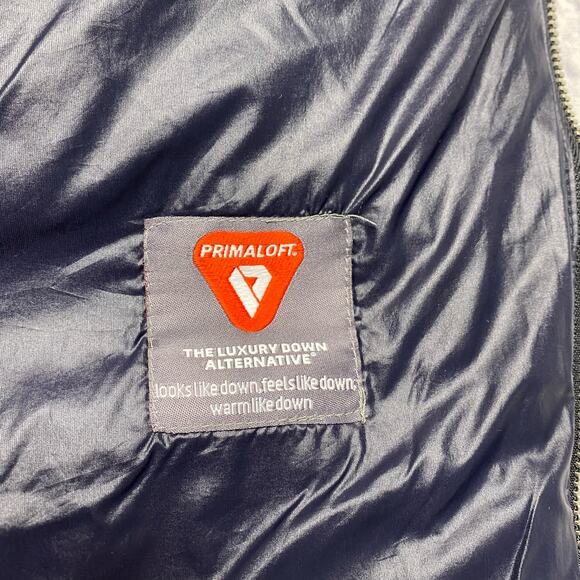 PRIMALOFT®
THE LUXURY DOWN
ALTERNATIVE®
looks like down, feels like down,
warm like down